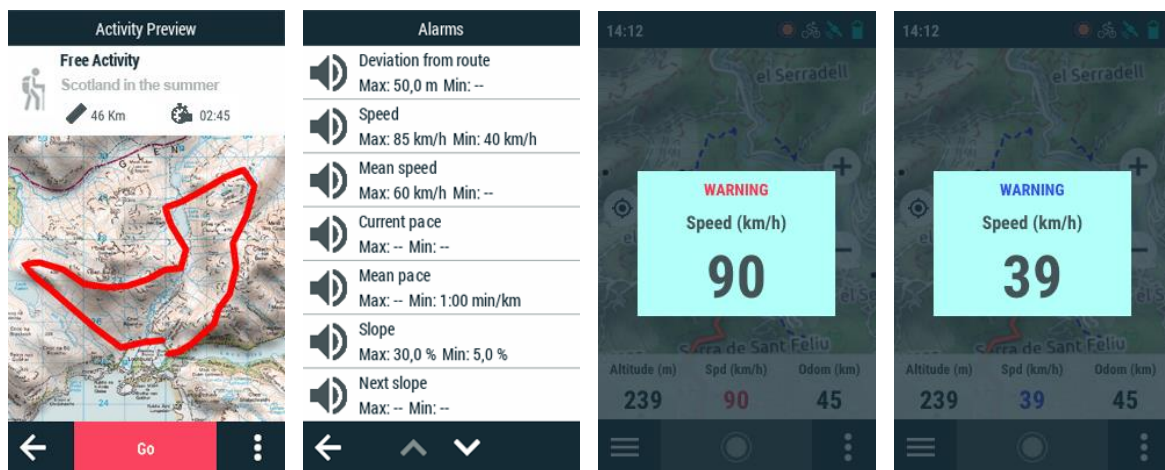 Activity Preview
Free Activity
Scotland in the summer
46 Km 02:45
G L E N
24
Go
Alarms
Deviation from route
Max: 50,0 m Min: --
Speed
Max: 85 km/h Min: 40 km/h
Mean speed
Max: 60 km/h Min: --
Current pace
Max: -- Min: --
Mean pace
Max: -- Min: 1:00 min/km
Slope
Max: 30,0 % Min: 5,0 %
Next slope
Max: -- Min: --
14:12
el Serradell
+
WARNING
Speed (km/h)
90
Serra de Sant Feliu
Altitude (m) Spd (km/h) Odom (km)
239 90 45
14:12
el Serradell
+
WARNING
Speed (km/h)
39
Serra de Sant Feliu
Altitude (m) Spd (km/h) Odom (km)
239 39 45